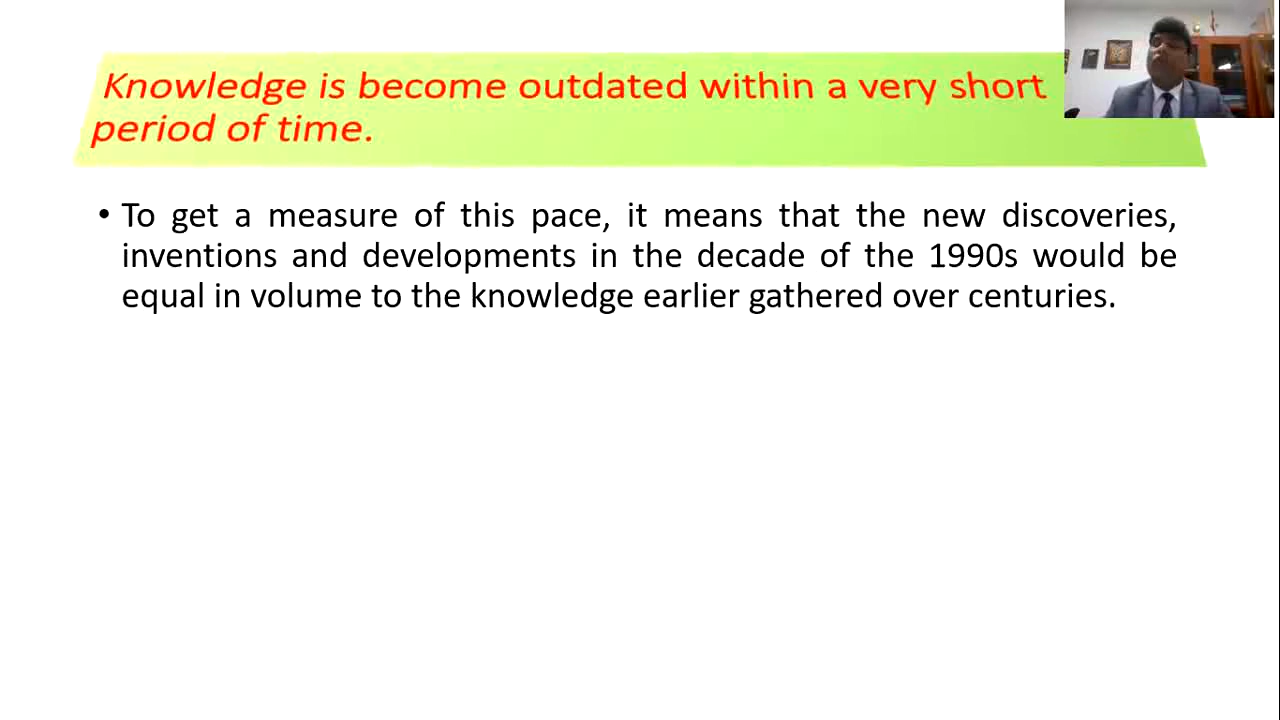 Knowledge is become outdated within a very short
period of time.
• To get a measure of this pace, it means that the new discoveries,
inventions and developments in the decade of the 1990s would be
equal in volume to the knowledge earlier gathered over centuries.